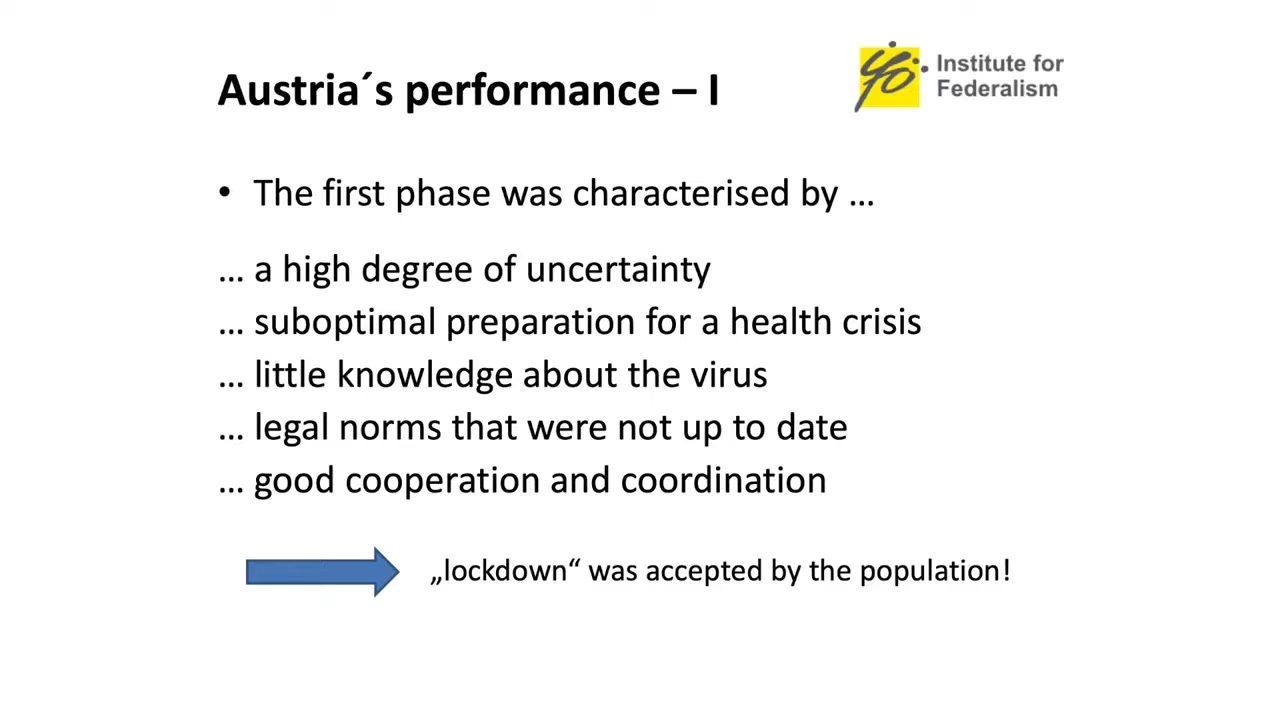 Austria´s performance – I
Institute for
Federalism
• The first phase was characterised by …
… a high degree of uncertainty
… suboptimal preparation for a health crisis
… little knowledge about the virus
… legal norms that were not up to date
… good cooperation and coordination
„lockdown“ was accepted by the population!